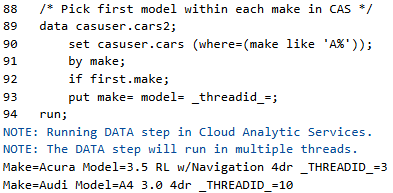 88 /* Pick first model within each make in CAS */
89 data casuser.cars2;
90 set casuser.cars (where=(make like 'A%'));
91 by make;
92 if first.make;
93 put make= model= _threadid_=;
94 run;
NOTE: Running DATA step in Cloud Analytic Services.
NOTE: The DATA step will run in multiple threads.
Make=Acura Model=3.5 RL w/Navigation 4dr _THREADID_=3
Make=Audi Model=A4 3.0 4dr _THREADID_=10